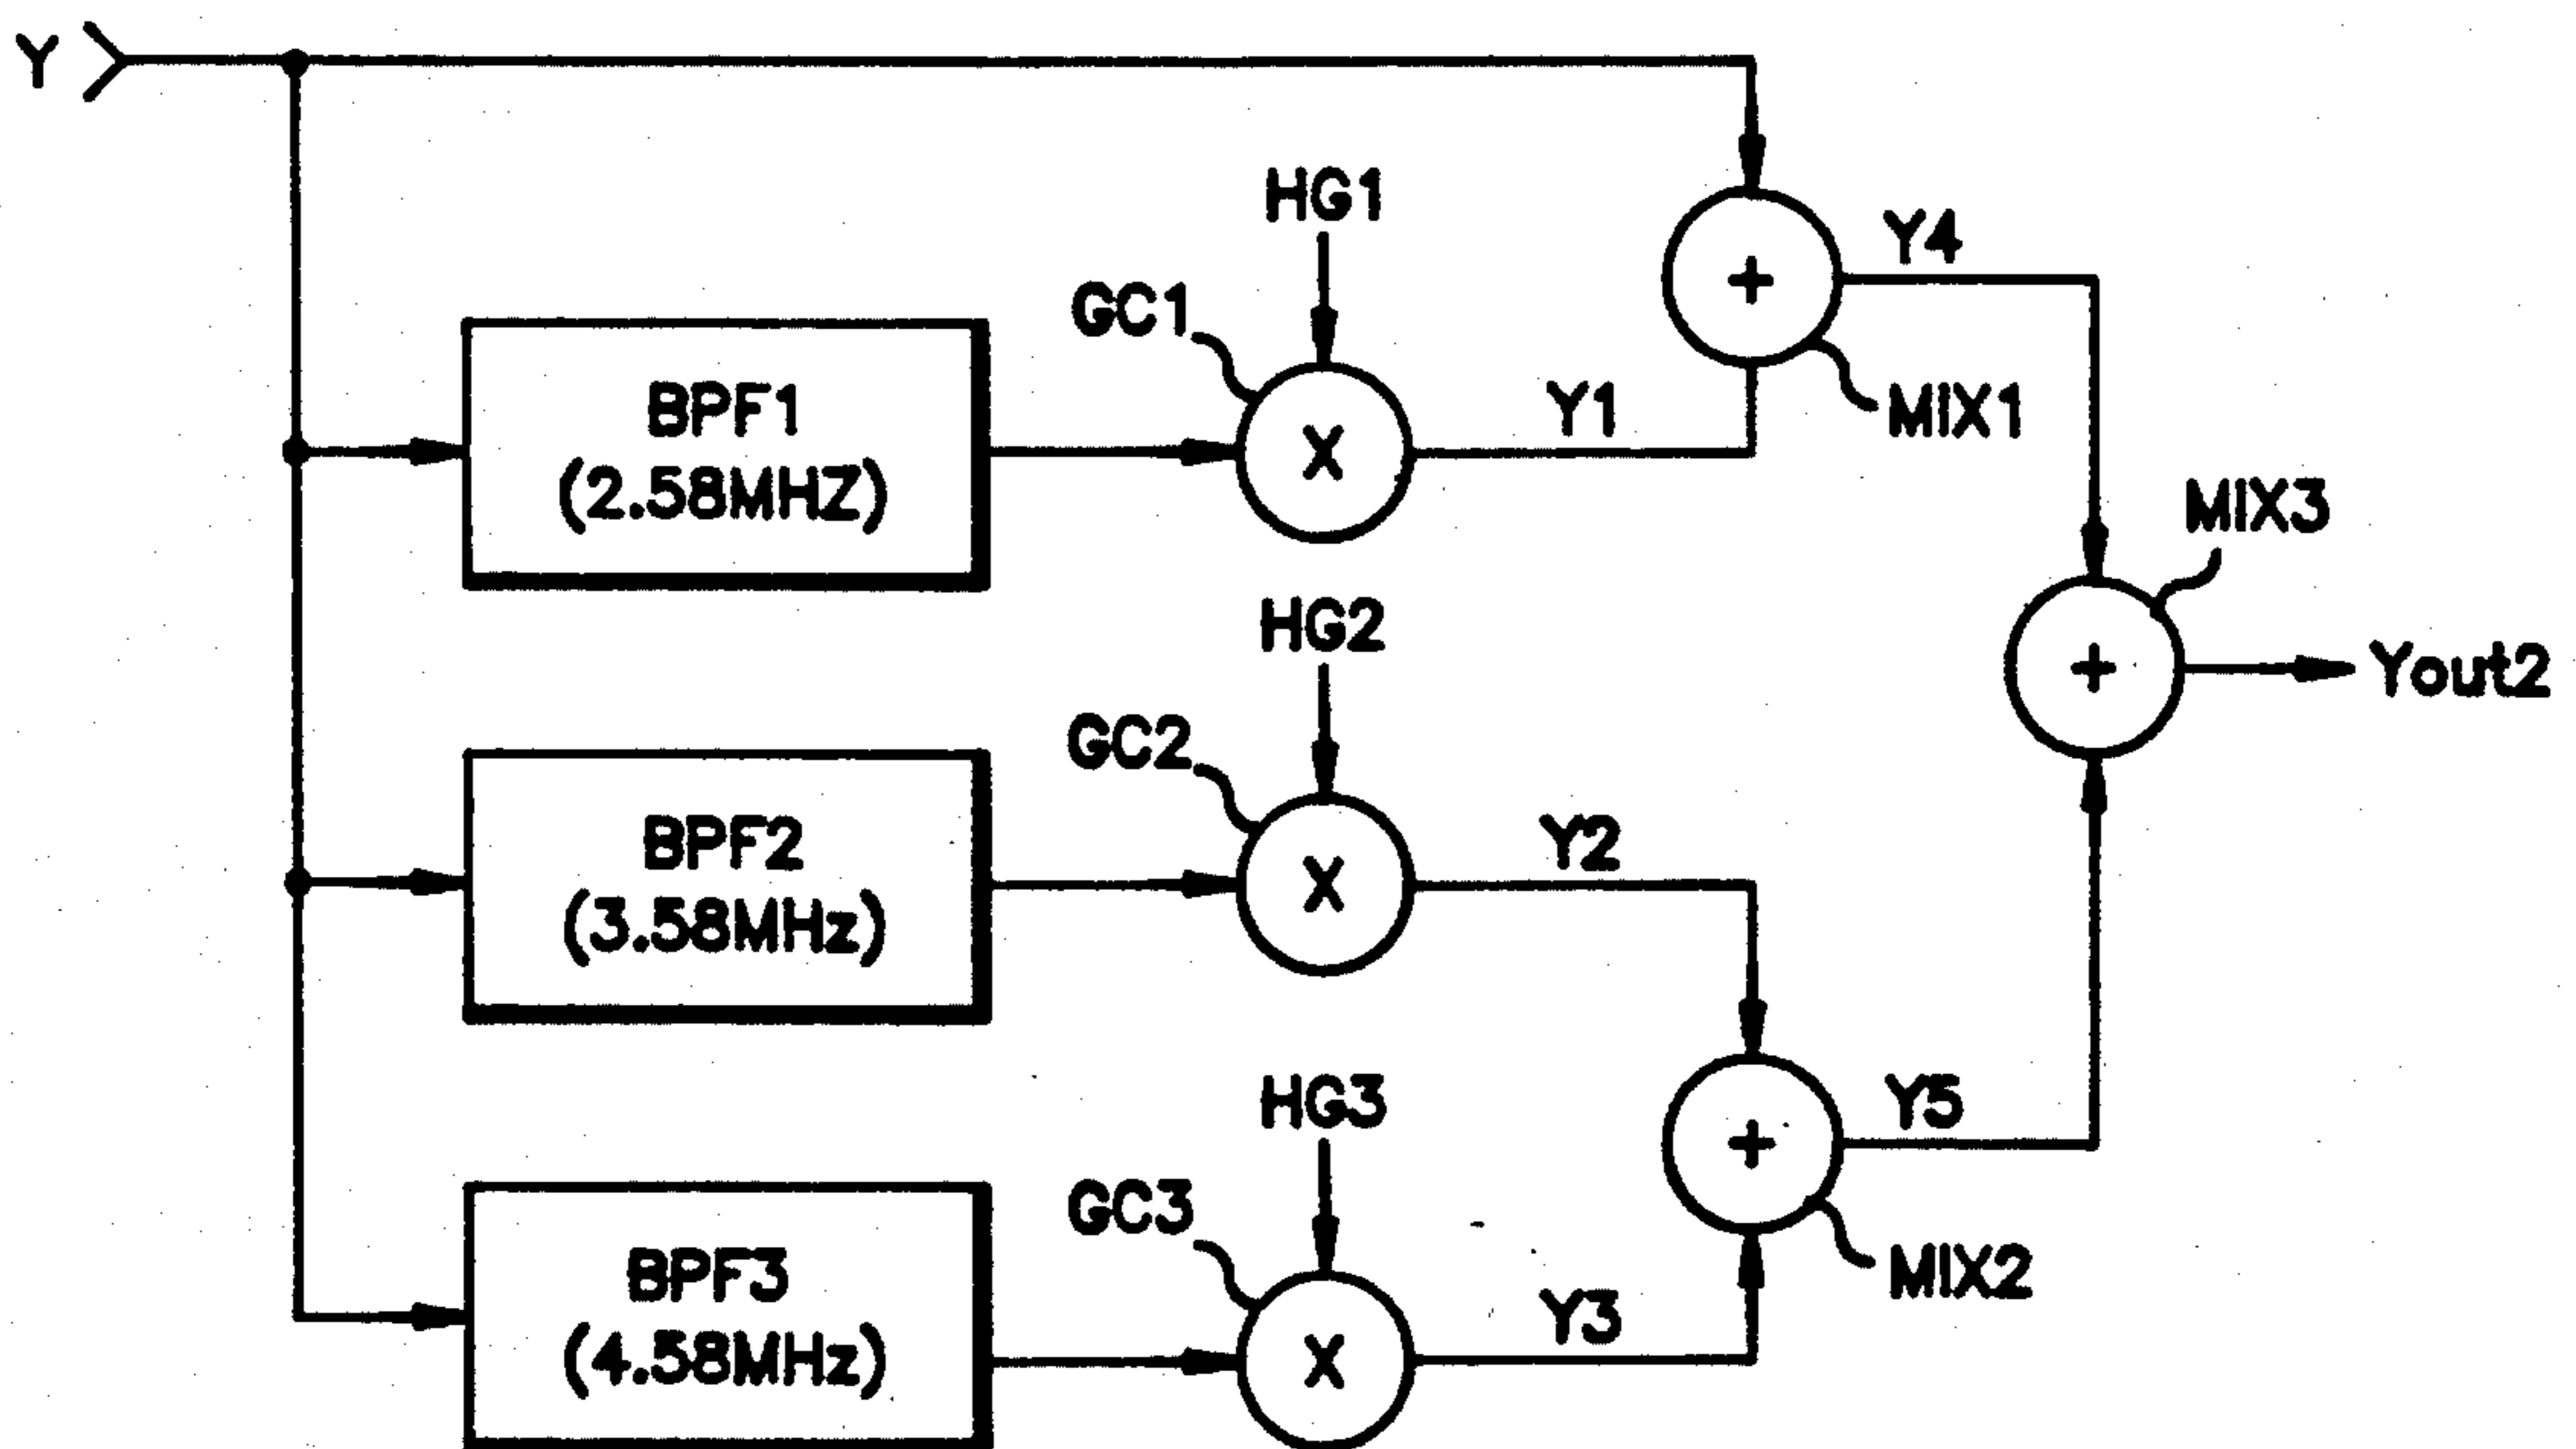 Y
HG1
Y4
GC1
BPF1
(2.58MHZ)
X
Y1
+
MIX1
MIX3
HG2
GC2
+
Yout2
BPF2
(3.58MHz)
X
Y2
HG3
GC3
+
Y5
MIX2
BPF3
(4.58MHz)
X
Y3